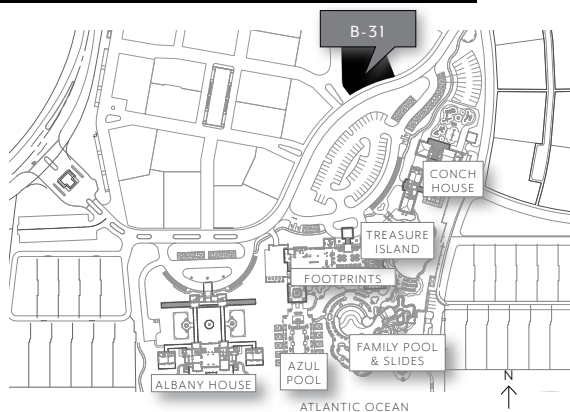 B-31
CONCH
HOUSE
TREASURE
ISLAND
FOOTPRINTS
FAMILY POOL
& SLIDES
AZUL
POOL
ALBANY HOUSE
N
ATLANTIC OCEAN